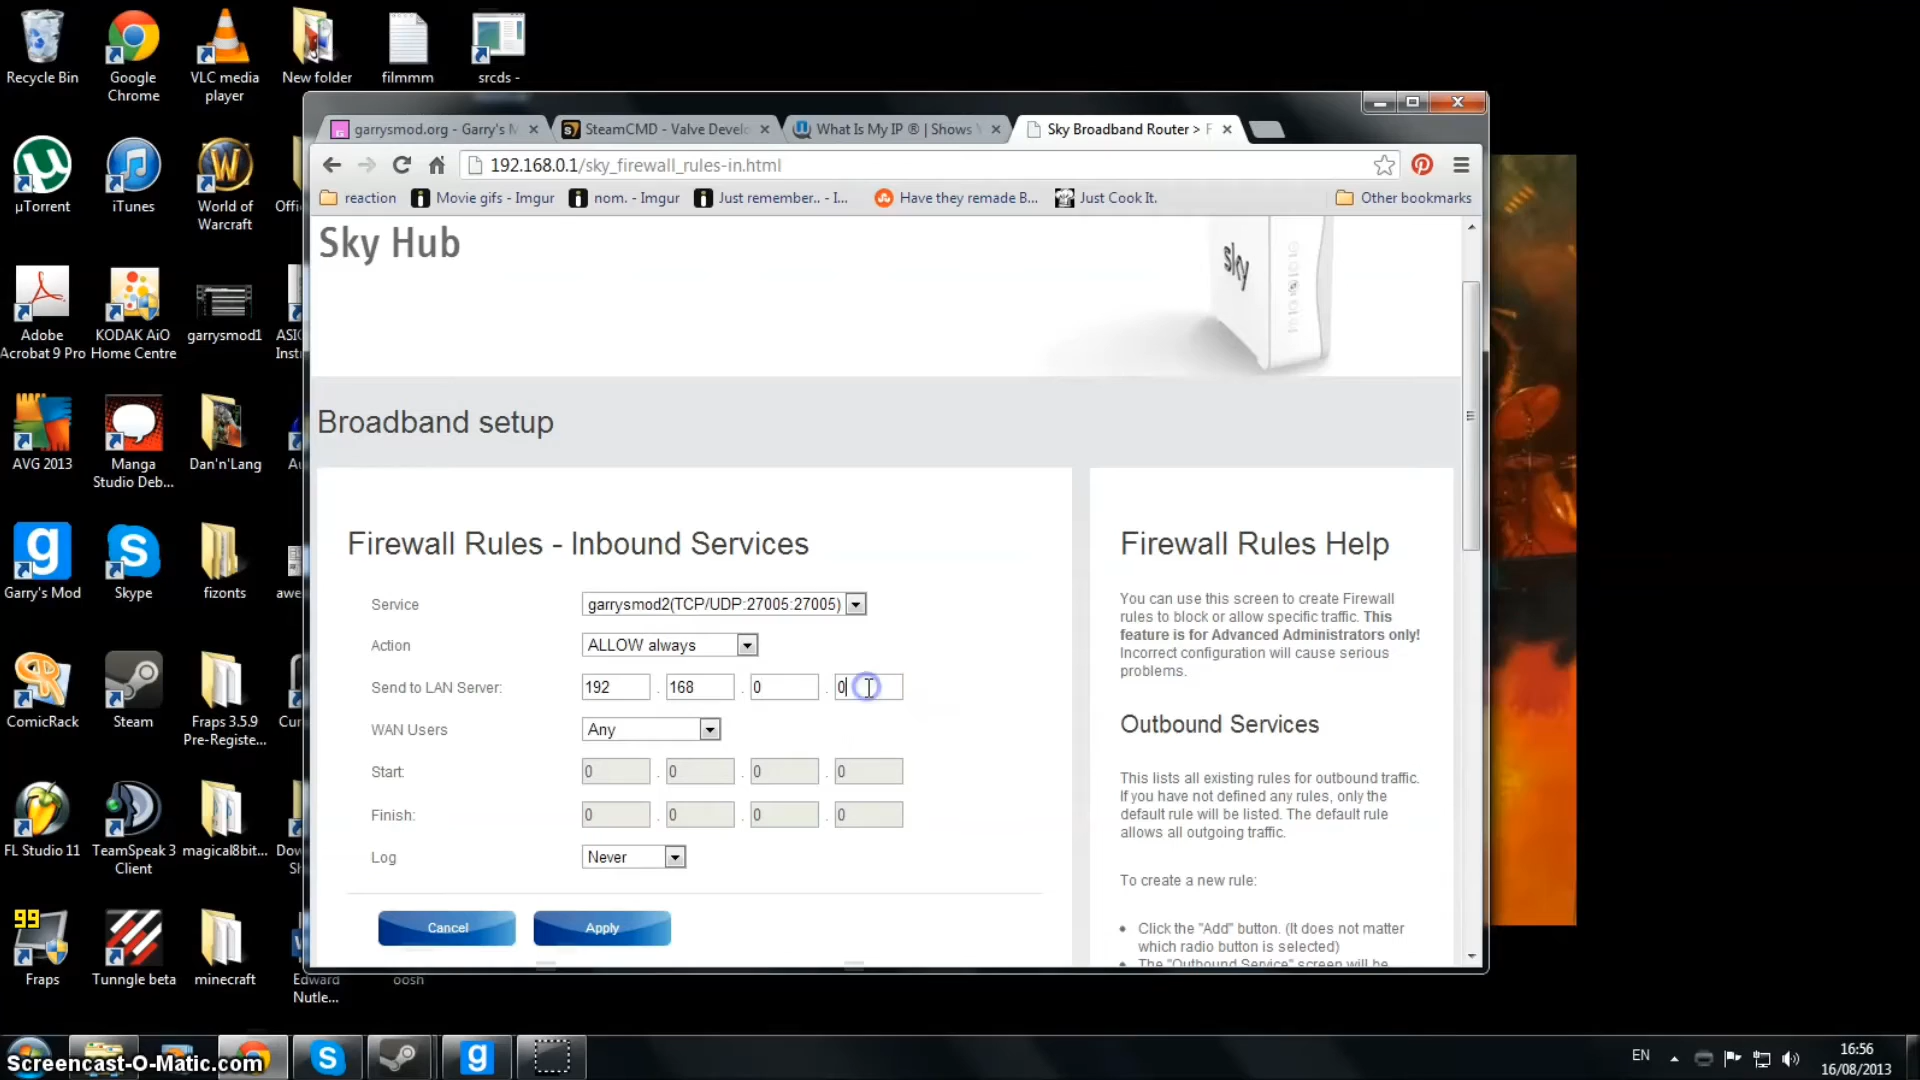 Recycle Bin
Google
Chrome
VLC media
player
New folder
filmmm
srcds -
garrysmod.org - Garry's M
SteamCMD - Valve Develo
What Is My IP ® | Shows
Sky Broadband Router > F
192.168.0.1/sky_firewall_rules-in.html
reaction
Movie gifs - Imgur
nom. - Imgur
Just remember.. - I...
Have they remade B...
Just Cook It.
Other bookmarks
µTorrent
iTunes
World of
Warcraft
Sky Hub
sky
Adobe
Acrobat 9 Pro
KODAK AiO
Home Centre
garrysmod1
Broadband setup
AVG 2013
Manga
Studio Deb...
Dan'n'Lang
Firewall Rules - Inbound Services
Service
garrysmod2(TCP/UDP:27005:27005)
Action
ALLOW always
Send to LAN Server:
192 . 168 . 0 . 0
WAN Users
Any
Start:
0 . 0 . 0 . 0
Finish:
0 . 0 . 0 . 0
Log
Never
Cancel
Apply
Firewall Rules Help
You can use this screen to create Firewall
rules to block or allow specific traffic. This
feature is for Advanced Administrators only!
Incorrect configuration will cause serious
problems.
Outbound Services
This lists all existing rules for outbound traffic.
If you have not defined any rules, only the
default rule will be listed. The default rule
allows all outgoing traffic.
To create a new rule:
Click the "Add" button. (It does not matter
which radio button is selected)
The "Outbound Service" screen will be
Garry's Mod
Skype
fizonts
ComicRack
Steam
Fraps 3.5.9
Pre-Registe...
FL Studio 11
TeamSpeak 3
Client
magical8bit...
99
Fraps
Tunngle beta
minecraft
Edward
Nutle...
oosh
Screencast-O-Matic.com
EN
16:56
16/08/2013